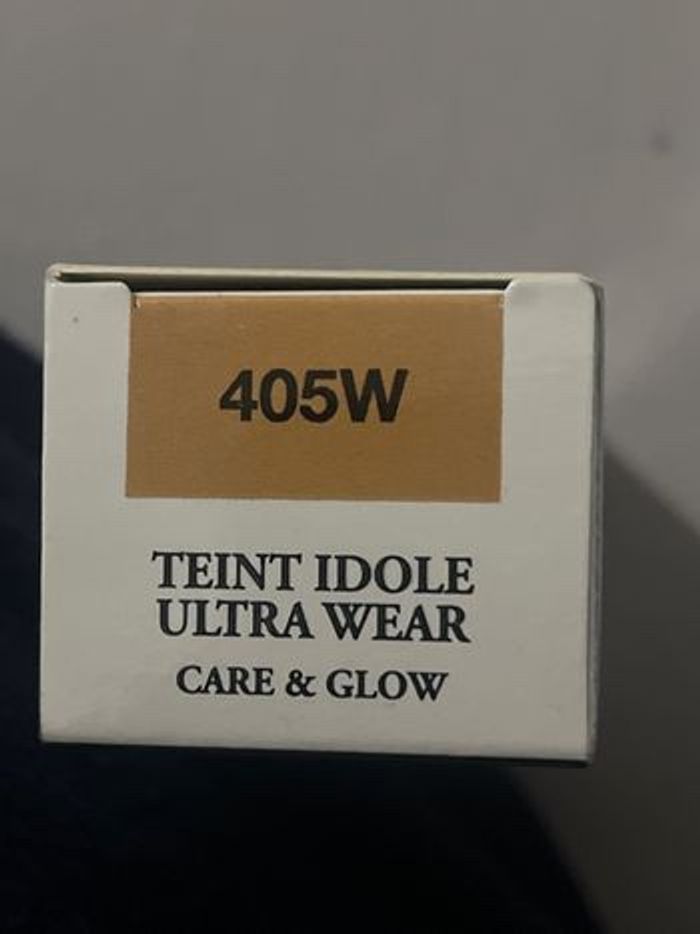 405W
TEINT IDOLE
ULTRA WEAR
CARE & GLOW